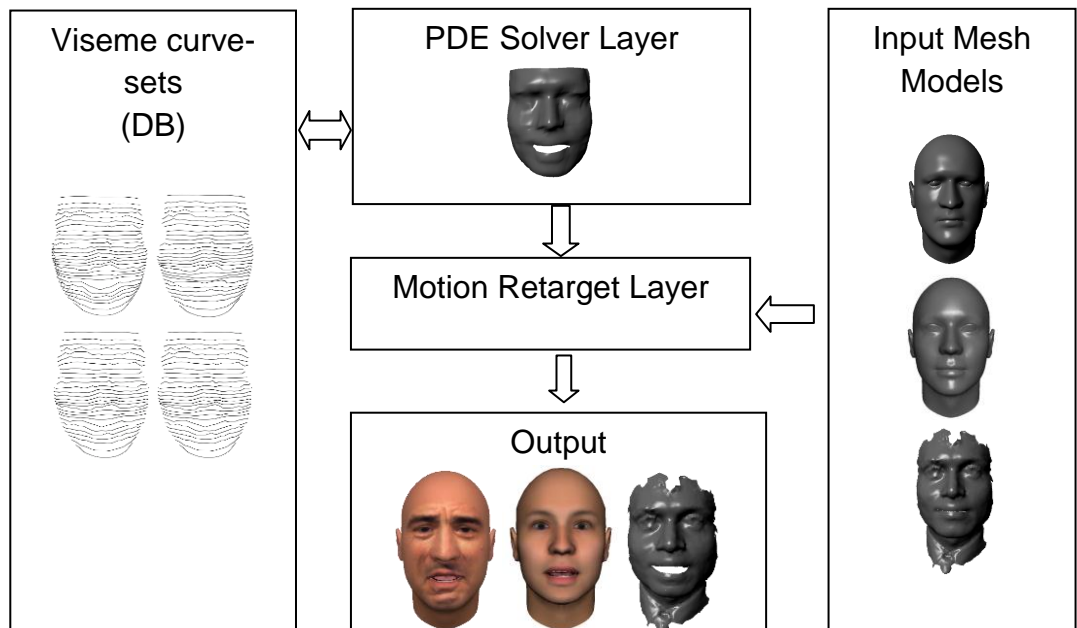 Viseme curve-
sets
(DB)
PDE Solver Layer
Motion Retarget Layer
Output
Input Mesh
Models